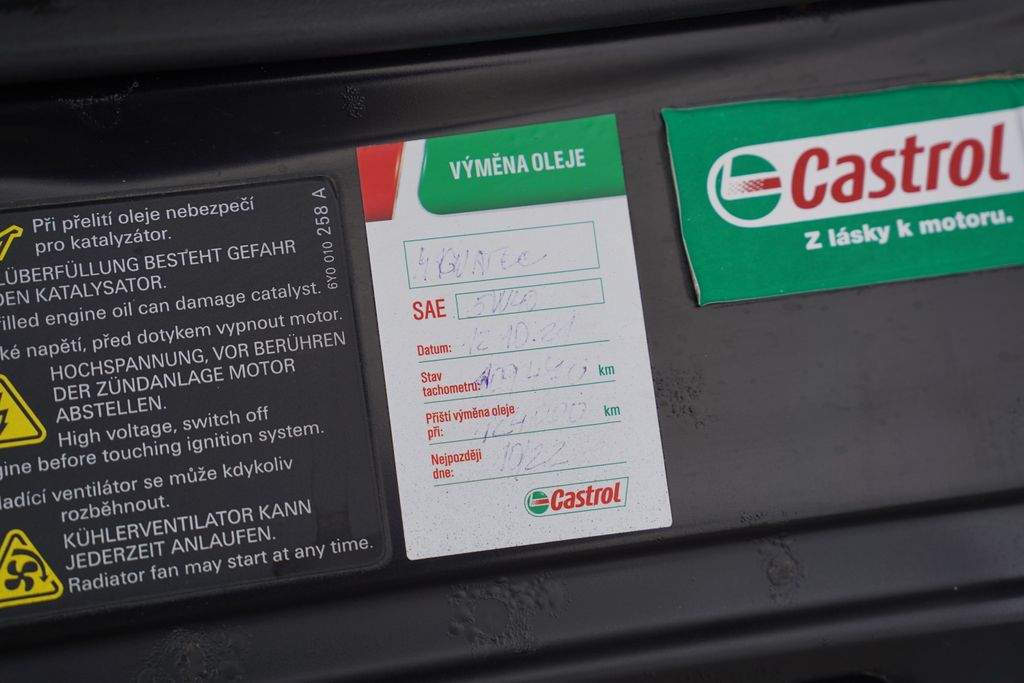 Při přelití oleje nebezpečí
pro katalyzátor.
ÜBERFÜLLUNG BESTEHT GEFAHR
DEN KATALYSATOR.
filled engine oil can damage catalyst.
6Y0 010 258 A
ké napětí, před dotykem vypnout motor.
HOCHSPANNUNG, VOR BERÜHREN
DER ZÜNDANLAGE MOTOR
ABSTELLEN.
High voltage, switch off
gine before touching ignition system.
ladící ventilátor se může kdykoliv
rozběhnout.
KÜHLERVENTILATOR KANN
JEDERZEIT ANLAUFEN.
Radiator fan may start at any time.
VÝMĚNA OLEJE
SAE 5W40
Datum: 12 10.21
Stav
tachometru: km
Příští výměna oleje
při: km
Nejpozději
dne: 10/22
Castrol
Castrol
Z lásky k motoru.